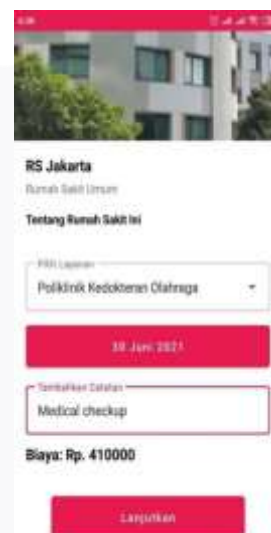 RS Jakarta
Rumah Sakit Umum
Tentang Rumah Sakit Ini
Pilih Layanan
Poliklinik Kedokteran Olahraga
30 Juni 2021
Tambahkan Catatan
Medical checkup
Biaya: Rp. 410000
Lanjutkan